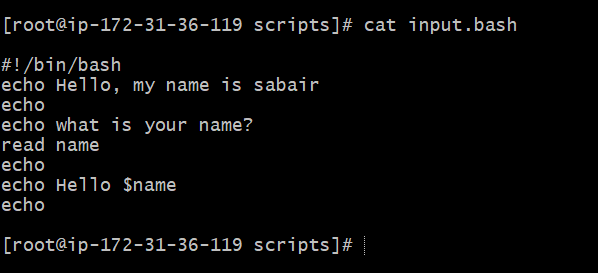 [root@ip-172-31-36-119 scripts]# cat input.bash
#!/bin/bash
echo Hello, my name is sabair
echo
echo what is your name?
read name
echo
echo Hello $name
echo
[root@ip-172-31-36-119 scripts]#